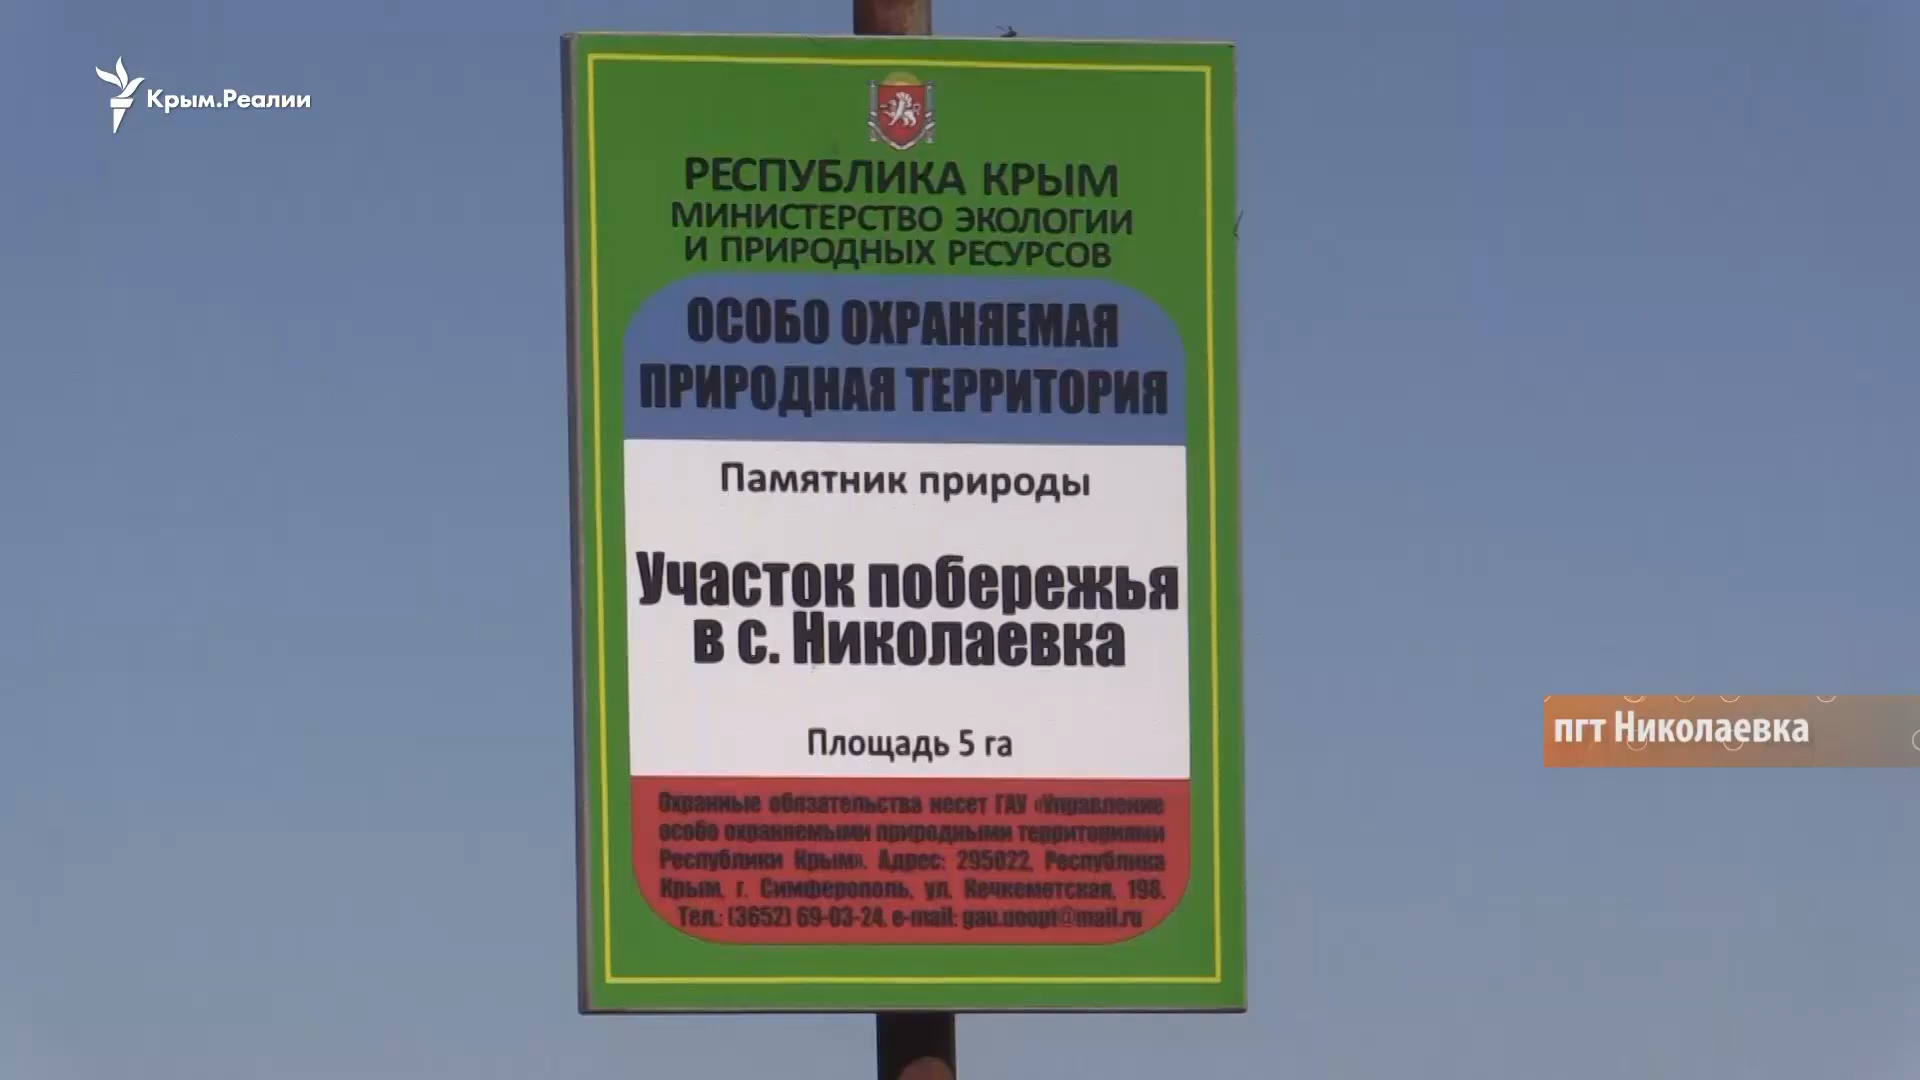 Крым.Реалии
РЕСПУБЛИКА КРЫМ
МИНИСТЕРСТВО ЭКОЛОГИИ
И ПРИРОДНЫХ РЕСУРСОВ
ОСОБО ОХРАНЯЕМАЯ
ПРИРОДНАЯ ТЕРРИТОРИЯ
Памятник природы
Участок побережья
в с. Николаевка
Площадь 5 га
пгт Николаевка
Охранные обязательства несет ГАУ «Управление
особо охраняемыми природными территориями
Республики Крым». Адрес: 295022, Республика
Крым, г. Симферополь, ул. Кечкеметская, 198.
Тел.: (3652) 69-03-24, e-mail: gau.uoopt@mail.ru